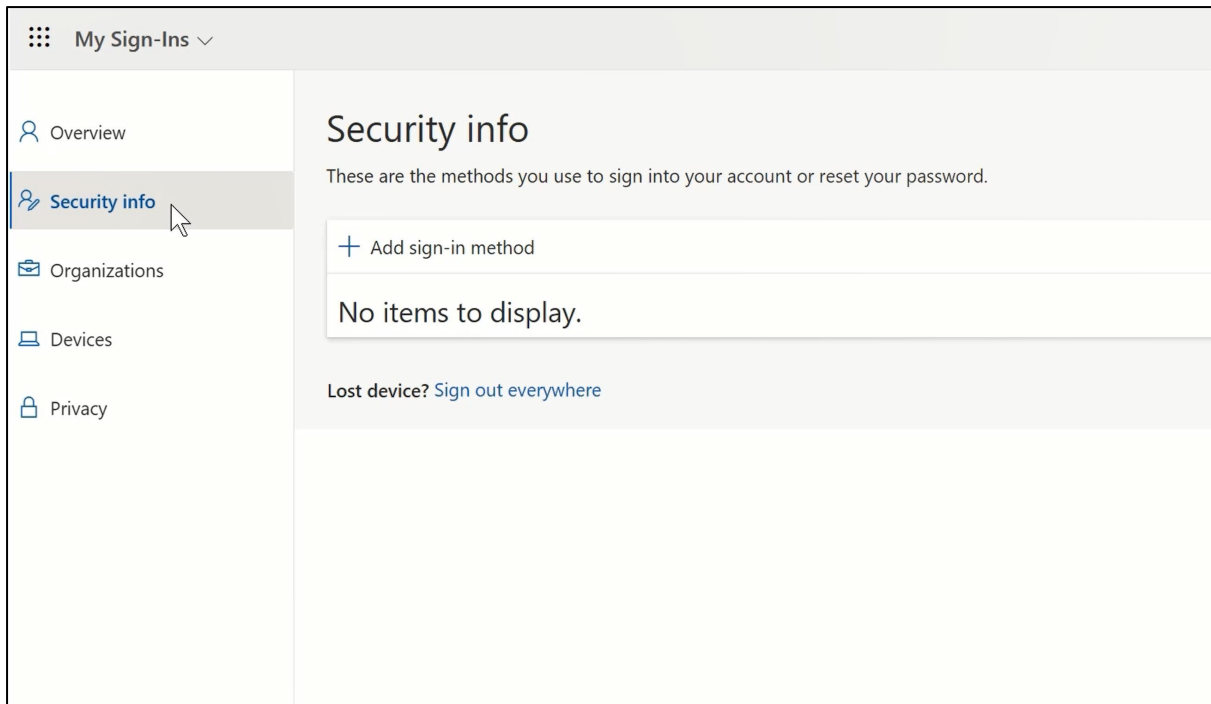 My Sign-Ins
Overview
Security info
Organizations
Devices
Privacy
Security info
These are the methods you use to sign into your account or reset your password.
Add sign-in method
No items to display.
Lost device? Sign out everywhere